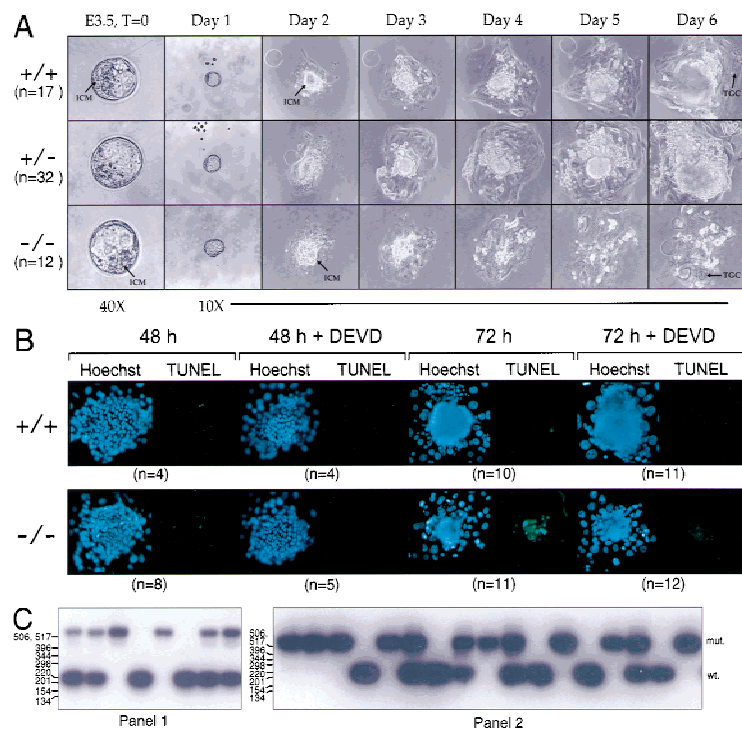 A
E3.5, T=0 Day 1 Day 2 Day 3 Day 4 Day 5 Day 6
+/+
(n=17 )
ICM
ICM
TGC
+/-
(n=32 )
-/-
(n=12 )
ICM
ICM
TGC
40X 10X
B
48 h 48 h + DEVD 72 h 72 h + DEVD
Hoechst TUNEL Hoechst TUNEL Hoechst TUNEL Hoechst TUNEL
+/+
(n=4) (n=4) (n=10) (n=11)
-/-
(n=8) (n=5) (n=11) (n=12)
C
506, 517
396
344
298
220
201
154
134
Panel 1
506,
517
396
344
298
220
201
154
134
mut.
wt.
Panel 2